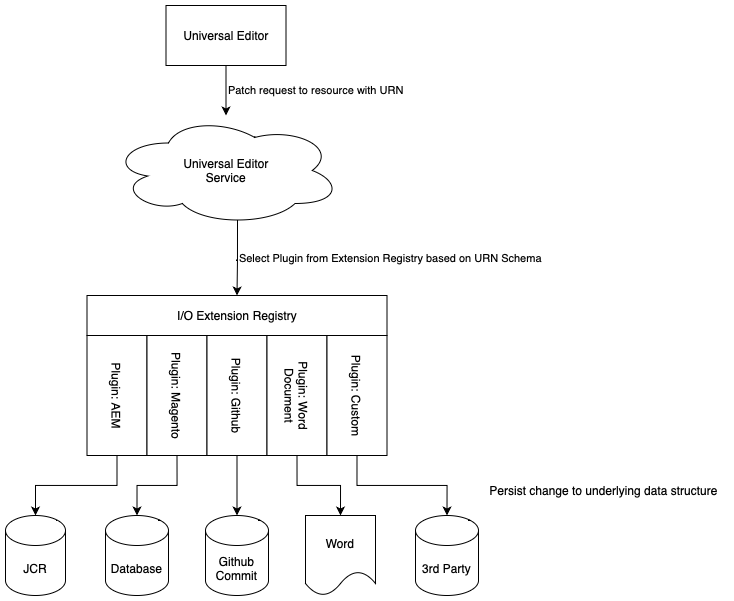 Universal Editor
Patch request to resource with URN
Universal Editor
Service
Select Plugin from Extension Registry based on URN Schema
I/O Extension Registry
Plugin: AEM
Plugin: Magento
Plugin: Github
Plugin: Word
Document
Plugin: Custom
Persist change to underlying data structure
JCR
Database
Github
Commit
Word
3rd Party